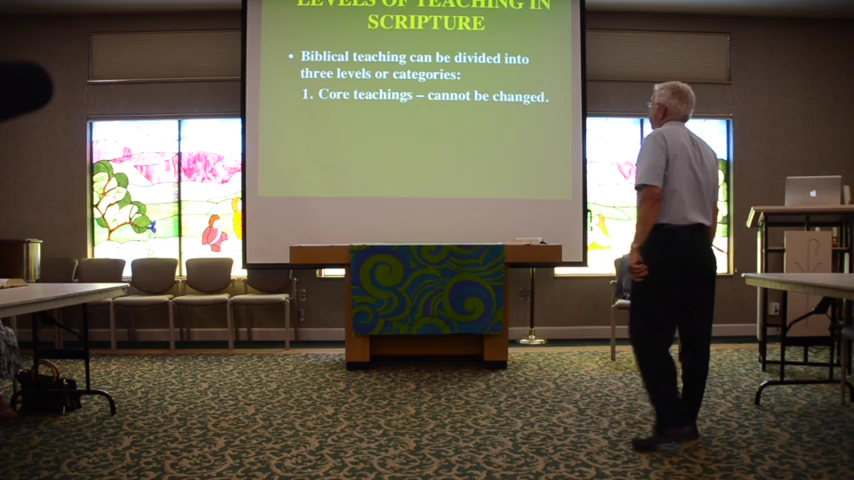 LEVELS OF TEACHING IN
SCRIPTURE
• Biblical teaching can be divided into
three levels or categories:
1. Core teachings – cannot be changed.